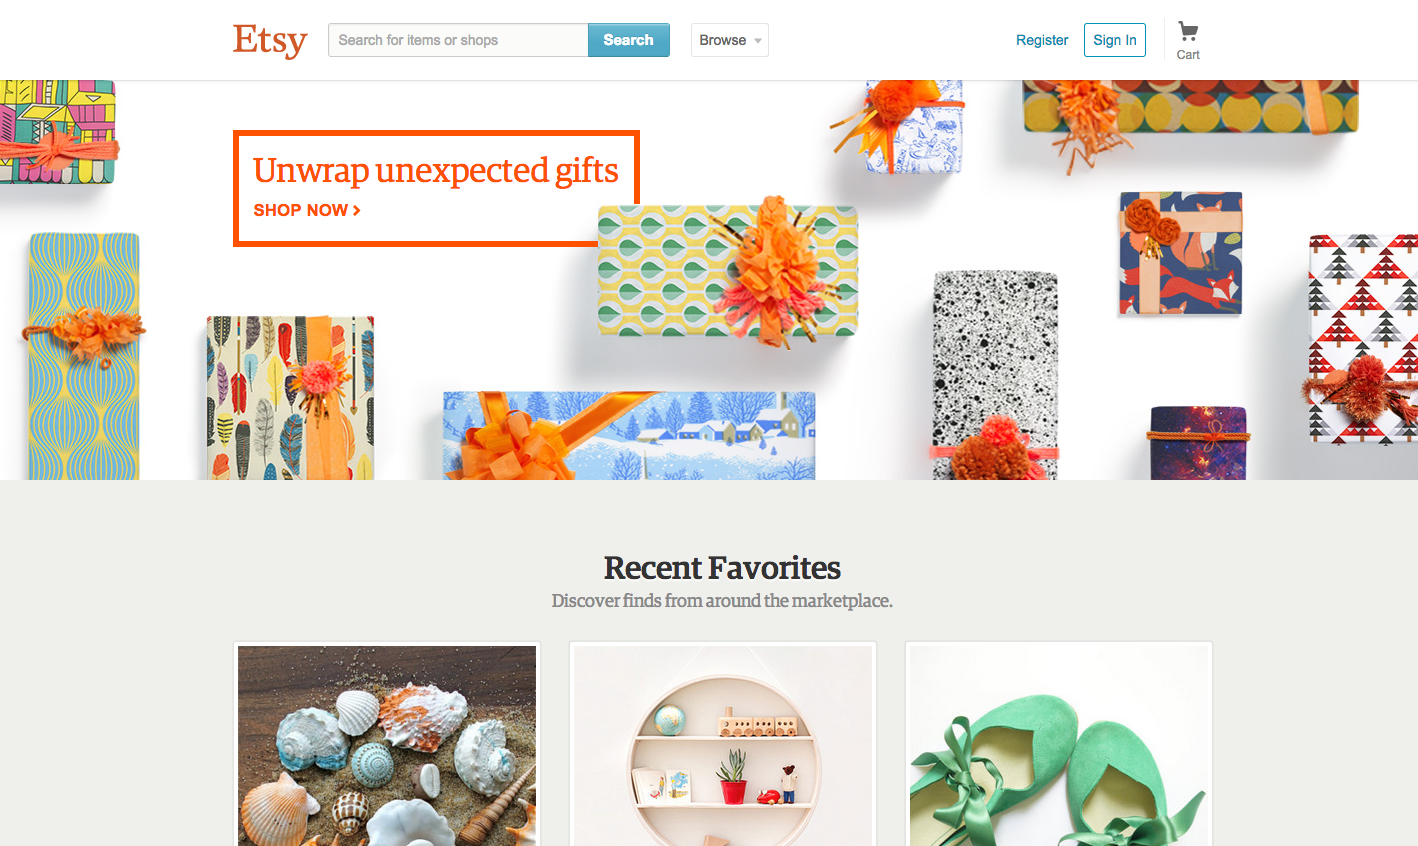 Etsy
Search for items or shops
Search
Browse
Register
Sign In
Cart
Unwrap unexpected gifts
SHOP NOW
Recent Favorites
Discover finds from around the marketplace.